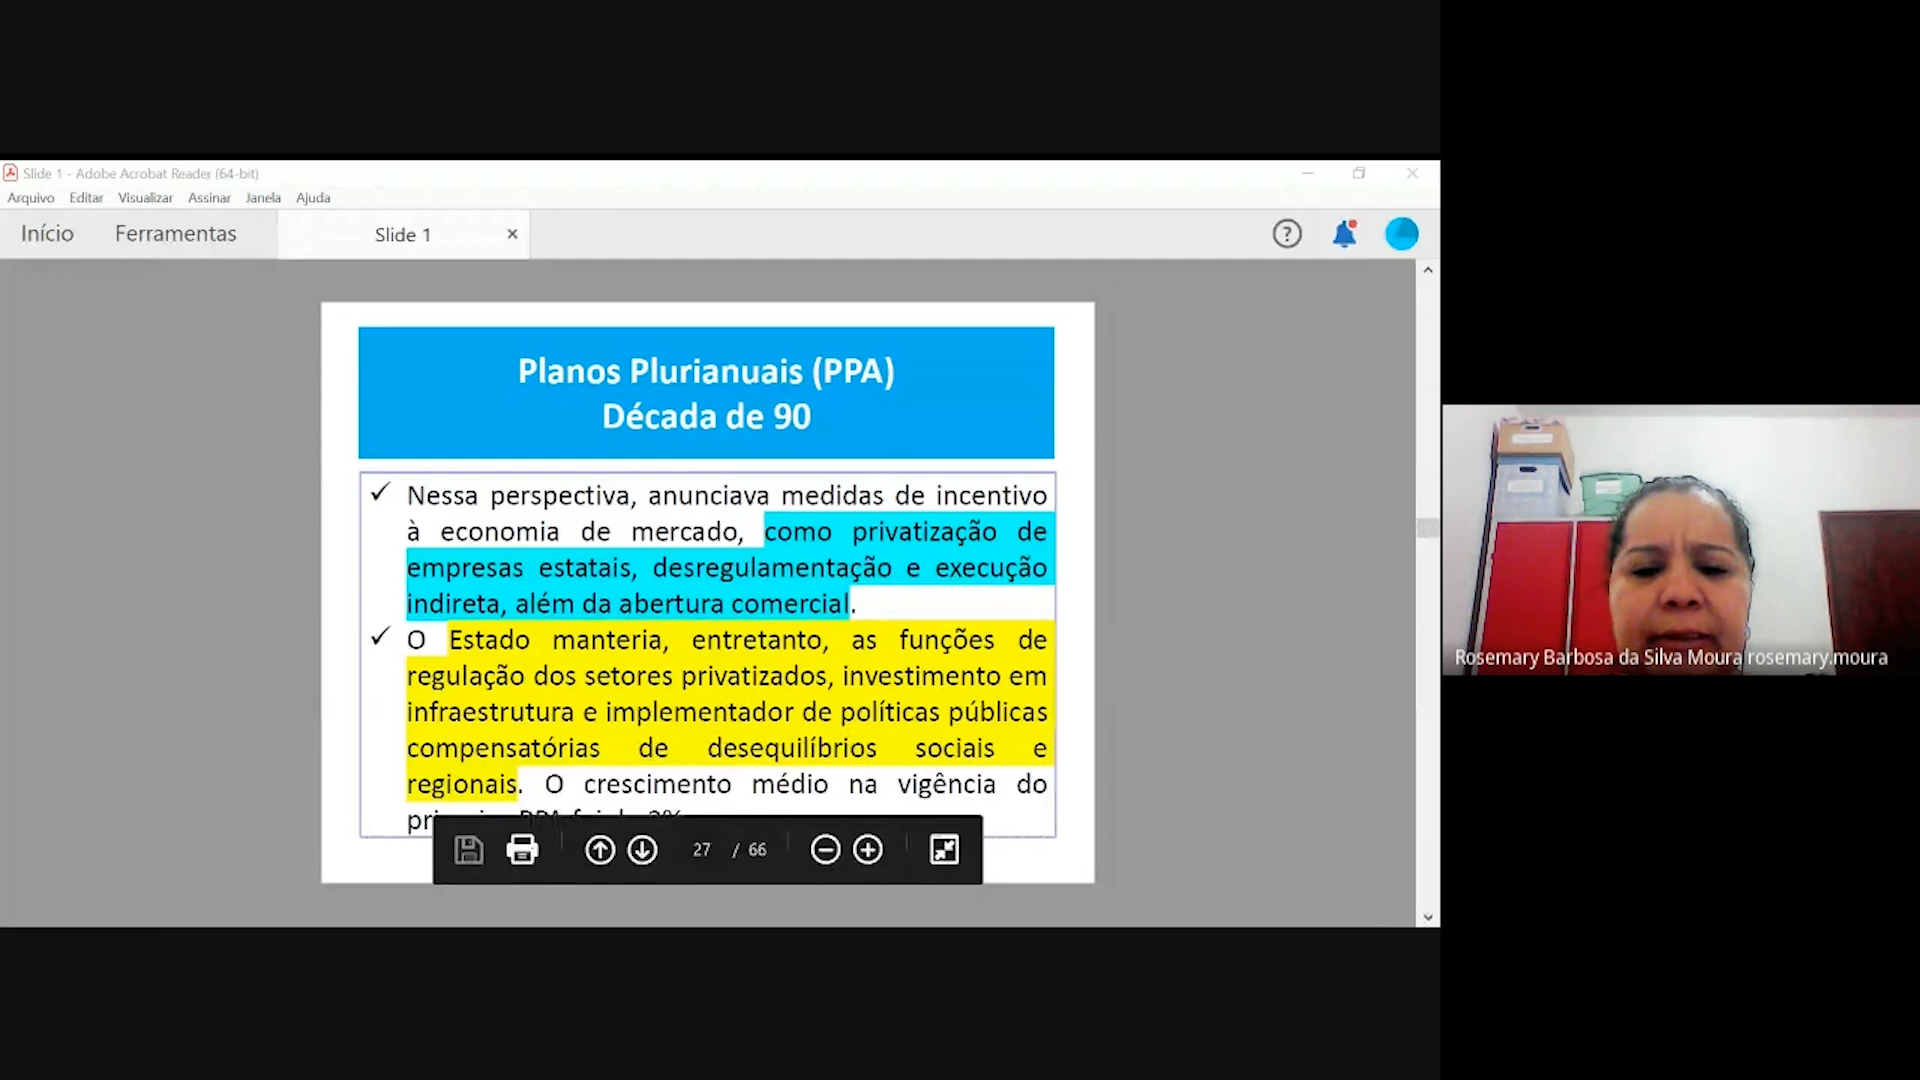 Slide 1 - Adobe Acrobat Reader (64-bit)
Arquivo Editar Visualizar Assinar Janela Ajuda
Início Ferramentas Slide 1
Planos Plurianuais (PPA)
Década de 90
✓ Nessa perspectiva, anunciava medidas de incentivo
à economia de mercado, como privatização de
empresas estatais, desregulamentação e execução
indireta, além da abertura comercial.
✓ O Estado manteria, entretanto, as funções de
regulação dos setores privatizados, investimento em
infraestrutura e implementador de políticas públicas
compensatórias de desequilíbrios sociais e
regionais. O crescimento médio na vigência do
27 / 66
Rosemary Barbosa da Silva Moura rosemary.moura